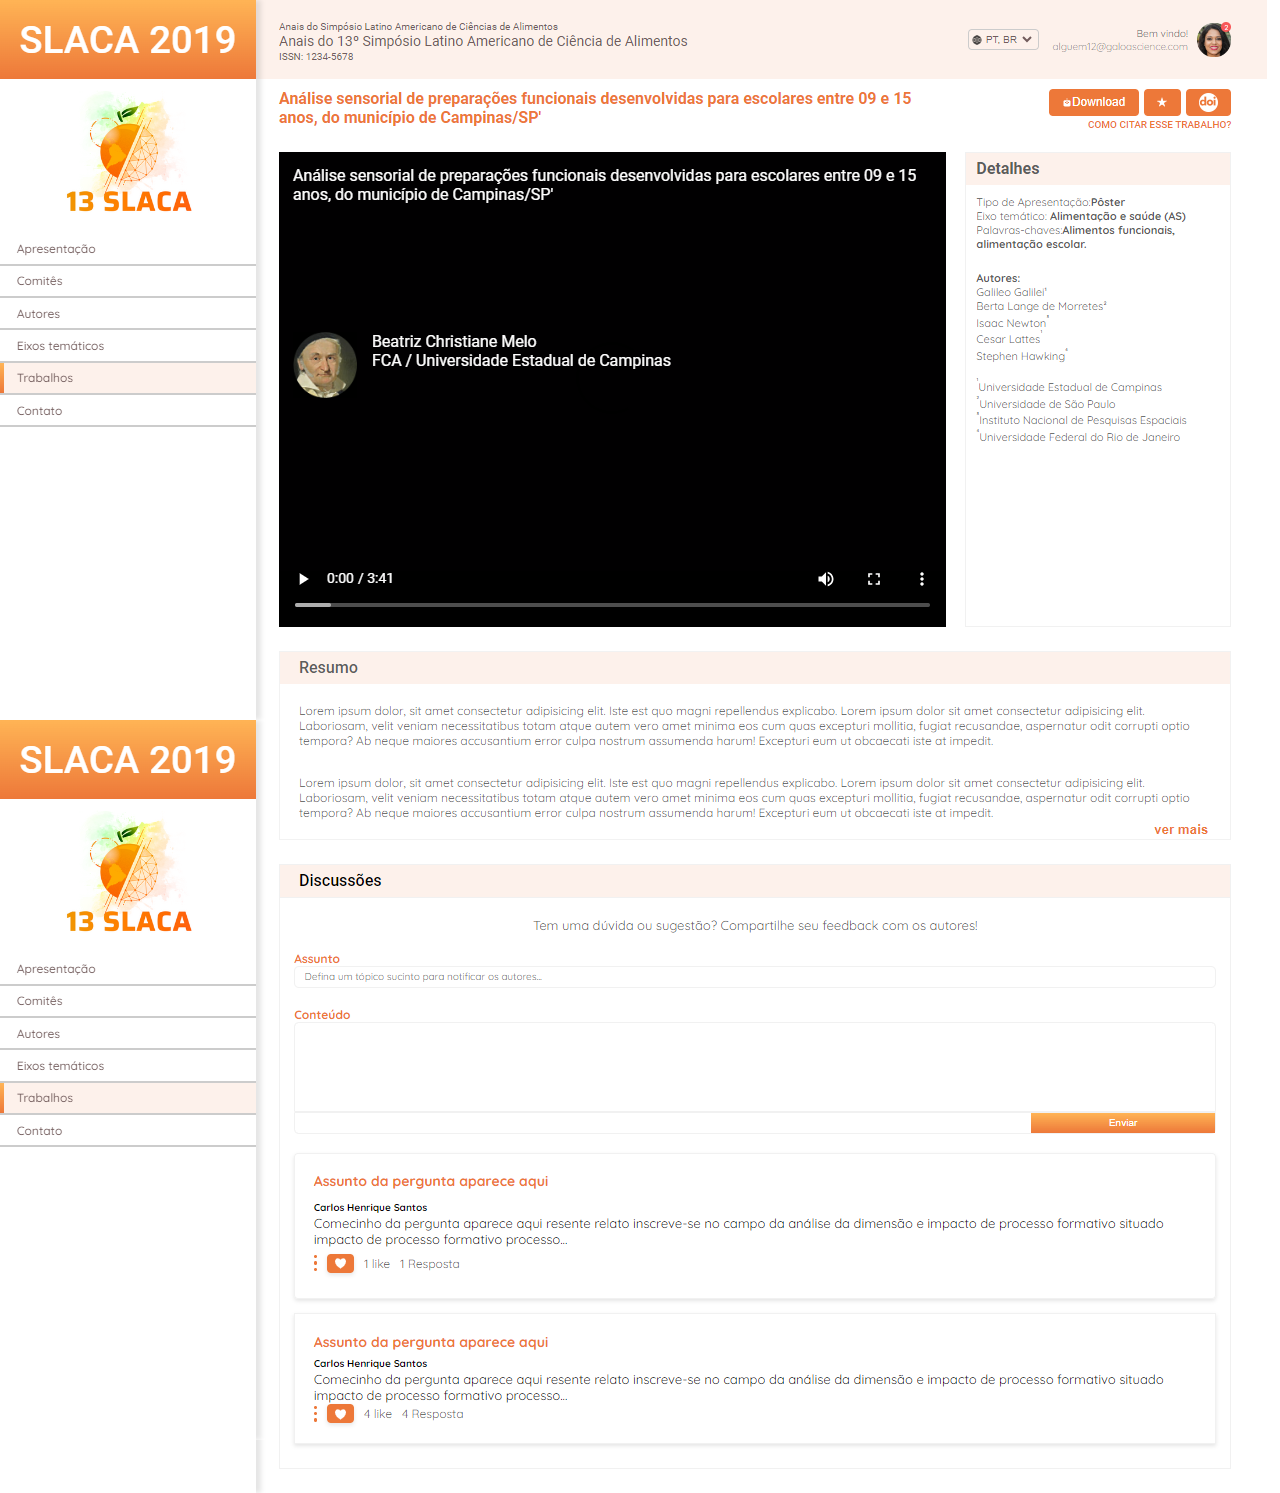 SLACA 2019
13 SLACA
Apresentação
Comitês
Autores
Eixos temáticos
Trabalhos
Contato
Anais do Simpósio Latino Americano de Ciências de Alimentos
Anais do 13º Simpósio Latino Americano de Ciência de Alimentos
ISSN: 1234-5678
PT, BR
Bem vindo!
alguem12@galoascience.com
2
Análise sensorial de preparações funcionais desenvolvidas para escolares entre 09 e 15
anos, do município de Campinas/SP'
Download
doi
COMO CITAR ESSE TRABALHO?
Análise sensorial de preparações funcionais desenvolvidas para escolares entre 09 e 15
anos, do município de Campinas/SP'
Beatriz Christiane Melo
FCA / Universidade Estadual de Campinas
0:00 / 3:41
Detalhes
Tipo de Apresentação:Pôster
Eixo temático: Alimentação e saúde (AS)
Palavras-chaves:Alimentos funcionais,
alimentação escolar.
Autores:
Galileo Galilei¹
Berta Lange de Morretes²
Isaac Newton³
Cesar Lattes¹
Stephen Hawking⁴
¹Universidade Estadual de Campinas
²Universidade de São Paulo
³Instituto Nacional de Pesquisas Espaciais
⁴Universidade Federal do Rio de Janeiro
Resumo
Lorem ipsum dolor, sit amet consectetur adipisicing elit. Iste est quo magni repellendus explicabo. Lorem ipsum dolor sit amet consectetur adipisicing elit.
Laboriosam, velit veniam necessitatibus totam atque autem vero amet minima eos cum quas excepturi mollitia, fugiat recusandae, aspernatur odit corrupti optio
tempora? Ab neque maiores accusantium error culpa nostrum assumenda harum! Excepturi eum ut obcaecati iste at impedit.
Lorem ipsum dolor, sit amet consectetur adipisicing elit. Iste est quo magni repellendus explicabo. Lorem ipsum dolor sit amet consectetur adipisicing elit.
Laboriosam, velit veniam necessitatibus totam atque autem vero amet minima eos cum quas excepturi mollitia, fugiat recusandae, aspernatur odit corrupti optio
tempora? Ab neque maiores accusantium error culpa nostrum assumenda harum! Excepturi eum ut obcaecati iste at impedit.
ver mais
SLACA 2019
13 SLACA
Apresentação
Comitês
Autores
Eixos temáticos
Trabalhos
Contato
Discussões
Tem uma dúvida ou sugestão? Compartilhe seu feedback com os autores!
Assunto
Defina um tópico sucinto para notificar os autores...
Conteúdo
Enviar
Assunto da pergunta aparece aqui
Carlos Henrique Santos
Comecinho da pergunta aparece aqui resente relato inscreve-se no campo da análise da dimensão e impacto de processo formativo situado
impacto de processo formativo processo...
1 like 1 Resposta
Assunto da pergunta aparece aqui
Carlos Henrique Santos
Comecinho da pergunta aparece aqui resente relato inscreve-se no campo da análise da dimensão e impacto de processo formativo situado
impacto de processo formativo processo...
4 like 4 Resposta